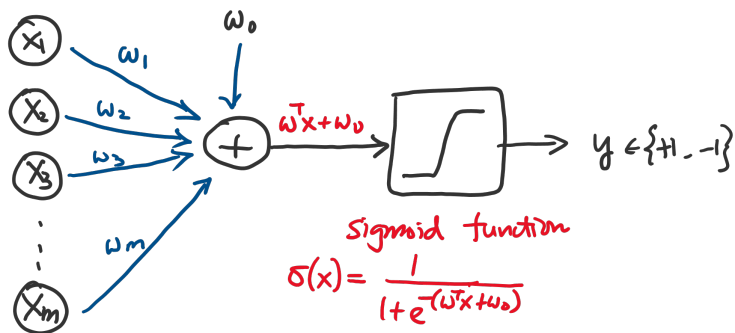 x1
x2
x3
xm
ω1
ω2
ω3
ωm
ω0
+
ωᵀx+ω0
y ∈ {+1, -1}
sigmoid function
σ(x) = 1 / 1+e^-(ωᵀx+ω0)